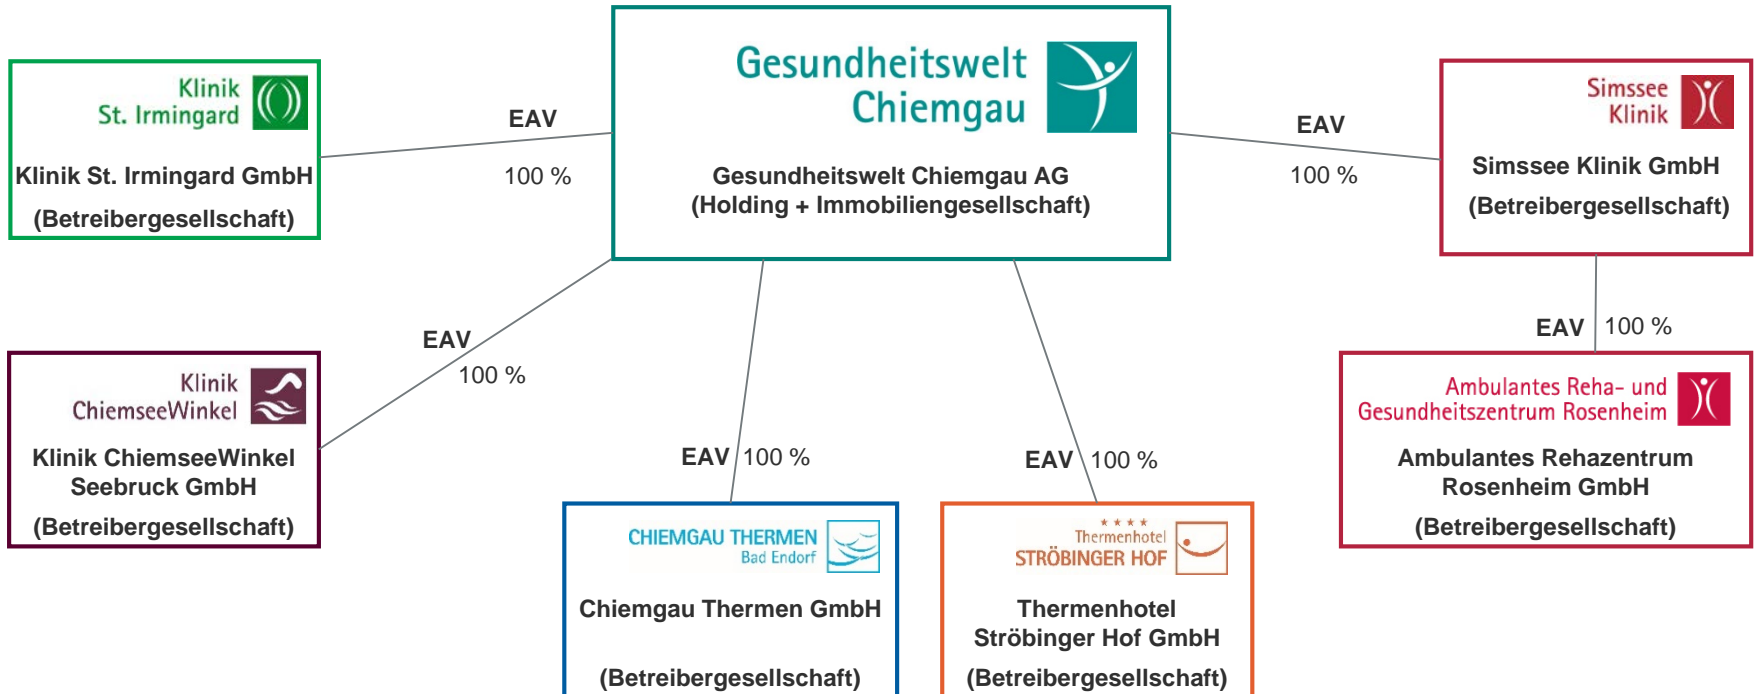 Gesundheitswelt
Chiemgau
Gesundheitswelt Chiemgau AG
(Holding + Immobiliengesellschaft)
Klinik
St. Irmingard
Klinik St. Irmingard GmbH
(Betreibergesellschaft)
EAV
100 %
EAV
100 %
Simssee
Klinik
Simssee Klinik GmbH
(Betreibergesellschaft)
EAV
100 %
EAV 100 %
Klinik
ChiemseeWinkel
Klinik ChiemseeWinkel
Seebruck GmbH
(Betreibergesellschaft)
Ambulantes Reha- und
Gesundheitszentrum Rosenheim
Ambulantes Rehazentrum
Rosenheim GmbH
(Betreibergesellschaft)
EAV 100 %
EAV 100 %
CHIEMGAU THERMEN
Bad Endorf
Chiemgau Thermen GmbH
(Betreibergesellschaft)
★★★★
Thermenhotel
STRÖBINGER HOF
Thermenhotel
Ströbinger Hof GmbH
(Betreibergesellschaft)